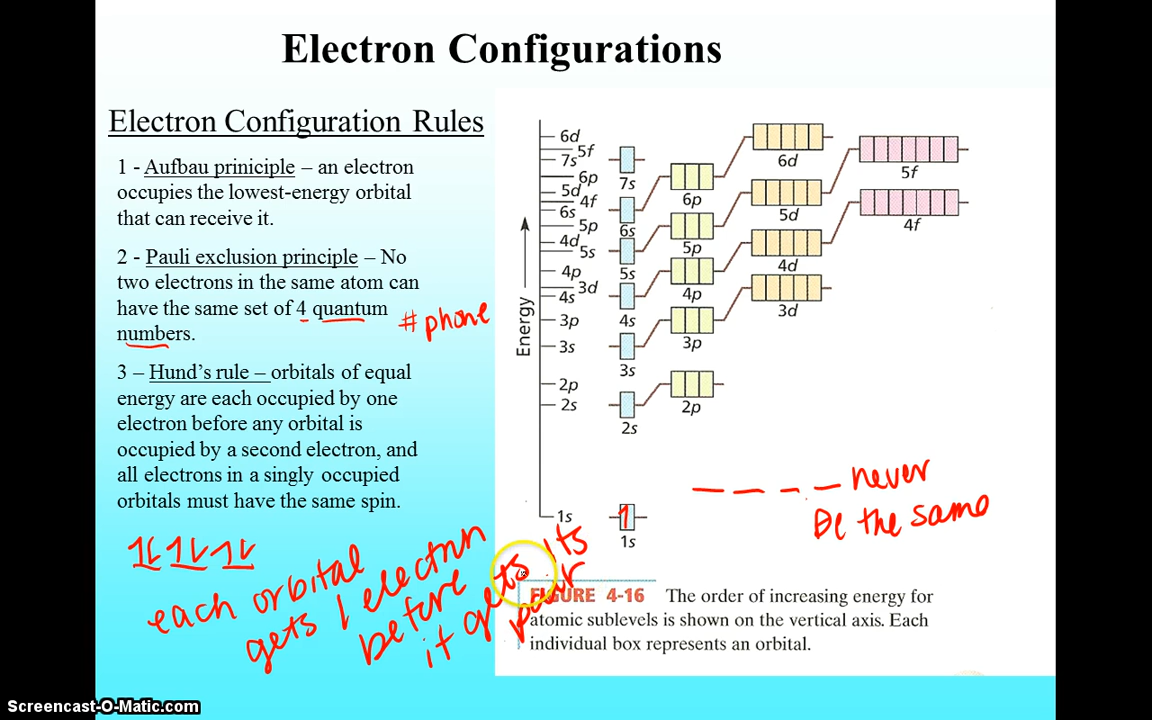 Electron Configurations
Electron Configuration Rules
1 - Aufbau priniciple – an electron
occupies the lowest-energy orbital
that can receive it.
2 - Pauli exclusion principle – No
two electrons in the same atom can
have the same set of 4 quantum
numbers.
# phone
3 – Hund's rule – orbitals of equal
energy are each occupied by one
electron before any orbital is
occupied by a second electron, and
all electrons in a singly occupied
orbitals must have the same spin.
each orbital
gets 1 electron
before
it gets its
pair
Energy
6d
5f
7s
6p
5d
4f
6s
5p
4d
5s
4p
3d
4s
3p
3s
2p
2s
1s
7s
6s
5s
4s
3s
2s
1s
6p
5p
4p
3p
2p
6d
5d
4d
3d
5f
4f
never
be the same
FIGURE 4-16 The order of increasing energy for
atomic sublevels is shown on the vertical axis. Each
individual box represents an orbital.
Screencast-O-Matic.com